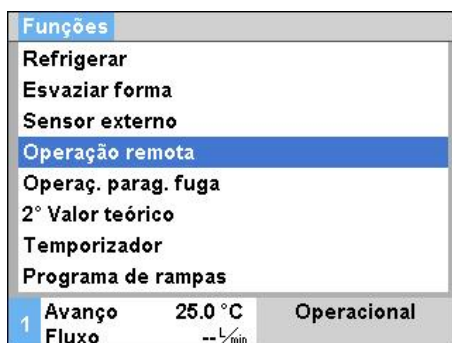 Funções
Refrigerar
Esvaziar forma
Sensor externo
Operação remota
Operaç. parag. fuga
2° Valor teórico
Temporizador
Programa de rampas
1 Avanço 25.0 °C Operacional
Fluxo -- L/min